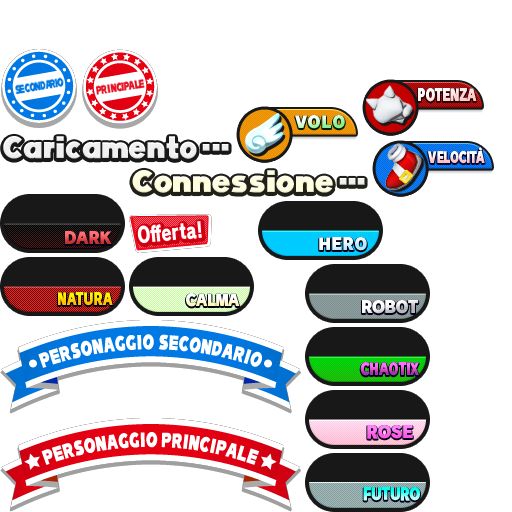 SECONDARIO
PRINCIPALE
VOLO
POTENZA
Caricamento...
VELOCITÀ
Connessione...
DARK
Offerta!
HERO
NATURA
CALMA
ROBOT
•PERSONAGGIO SECONDARIO•
CHAOTIX
ROSE
★PERSONAGGIO PRINCIPALE★
FUTURO